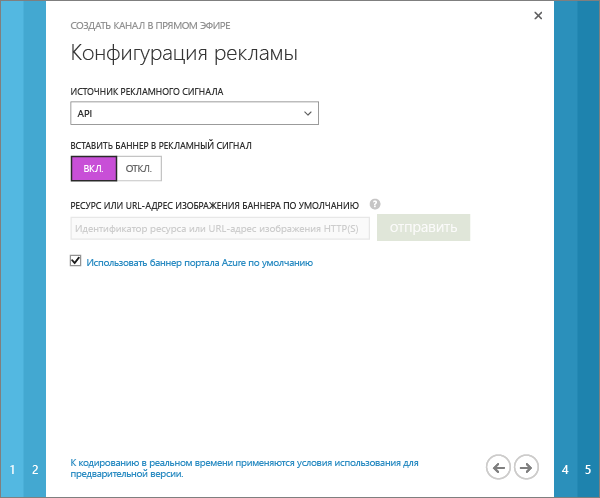 СОЗДАТЬ КАНАЛ В ПРЯМОМ ЭФИРЕ
Конфигурация рекламы
ИСТОЧНИК РЕКЛАМНОГО СИГНАЛА
API
ВСТАВИТЬ БАННЕР В РЕКЛАМНЫЙ СИГНАЛ
ВКЛ. ОТКЛ.
РЕСУРС ИЛИ URL-АДРЕС ИЗОБРАЖЕНИЯ БАННЕРА ПО УМОЛЧАНИЮ ?
Идентификатор ресурса или URL-адрес изображения HTTP(S) отправить
Использовать баннер портала Azure по умолчанию
К кодированию в реальном времени применяются условия использования для
предварительной версии.
1 2 4 5